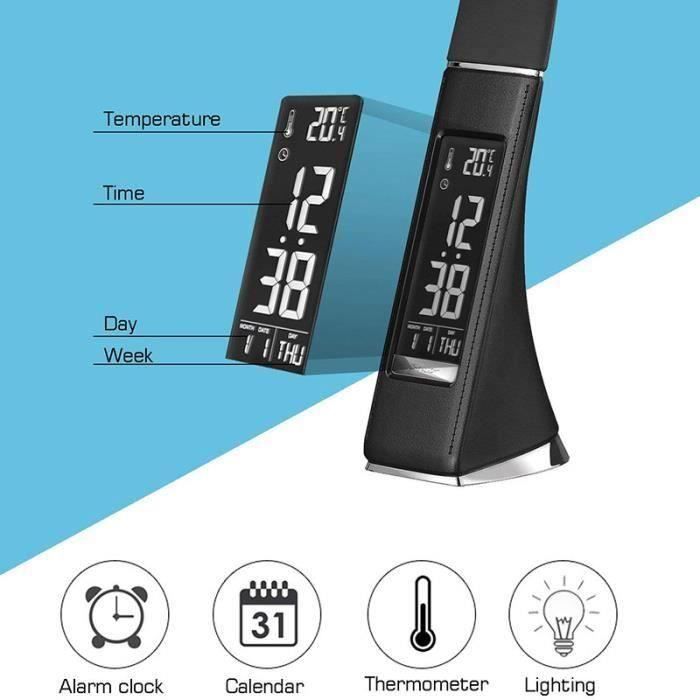 Temperature
20.4 °C
Time
12
:
38
Day
MONTH DATE DAY
Week
1 1 THU
20.4 °C
12
:
38
MONTH DATE DAY
1 1 THU
31
Alarm clock
Calendar
Thermometer
Lighting